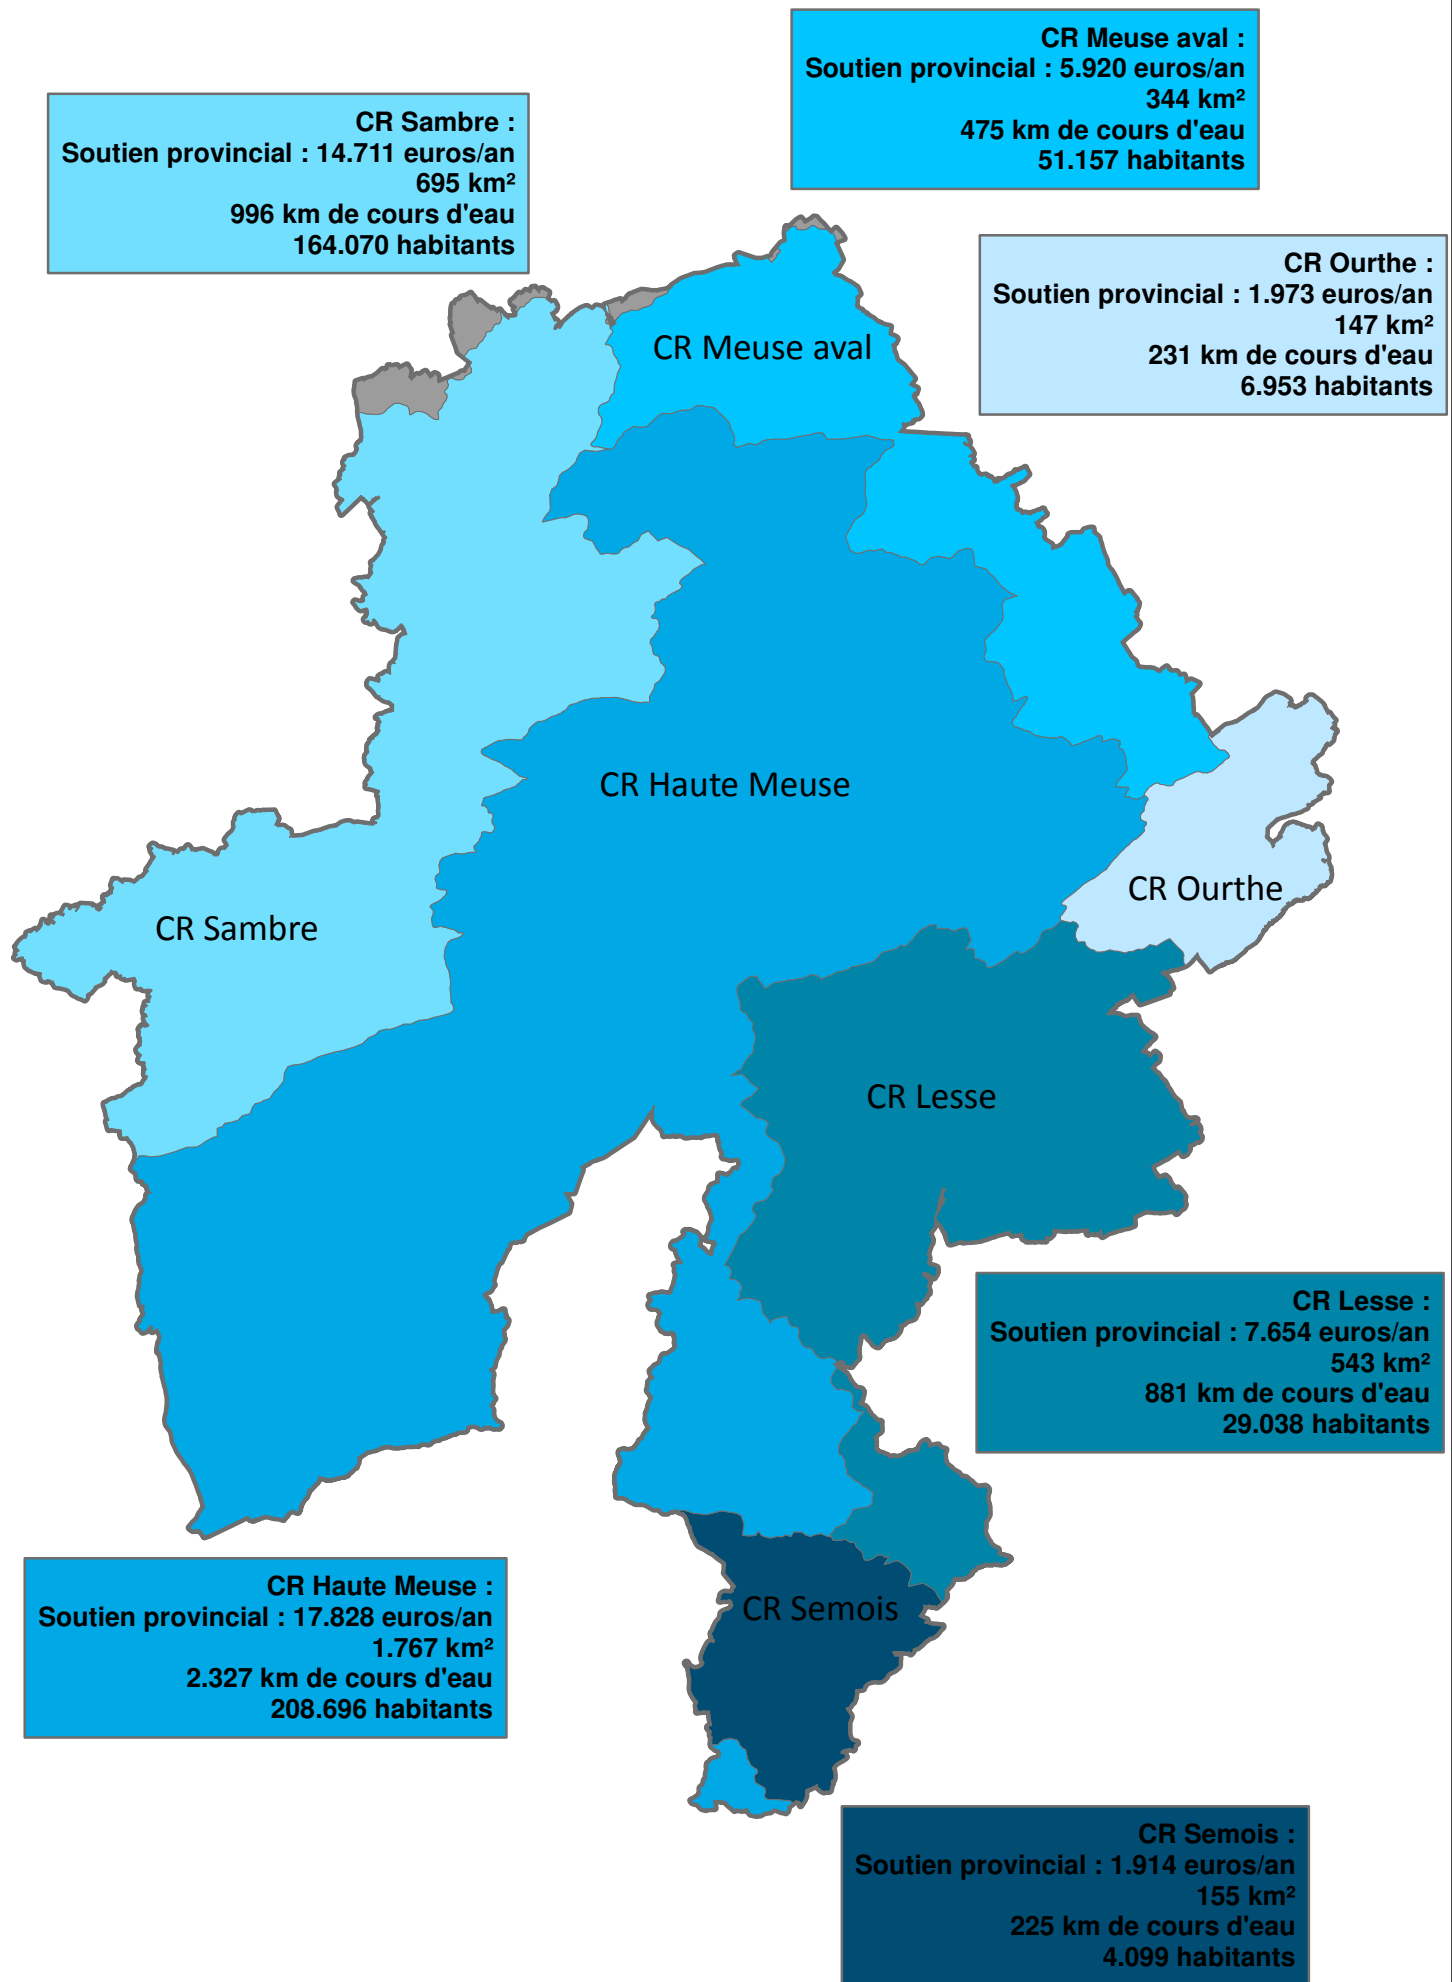 CR Meuse aval :
Soutien provincial : 5.920 euros/an
344 km²
475 km de cours d'eau
51.157 habitants
CR Sambre :
Soutien provincial : 14.711 euros/an
695 km²
996 km de cours d'eau
164.070 habitants
CR Ourthe :
Soutien provincial : 1.973 euros/an
147 km²
231 km de cours d'eau
6.953 habitants
CR Meuse aval
CR Haute Meuse
CR Ourthe
CR Sambre
CR Lesse
CR Lesse :
Soutien provincial : 7.654 euros/an
543 km²
881 km de cours d'eau
29.038 habitants
CR Haute Meuse :
Soutien provincial : 17.828 euros/an
1.767 km²
2.327 km de cours d'eau
208.696 habitants
CR Semois
CR Semois :
Soutien provincial : 1.914 euros/an
155 km²
225 km de cours d'eau
4.099 habitants